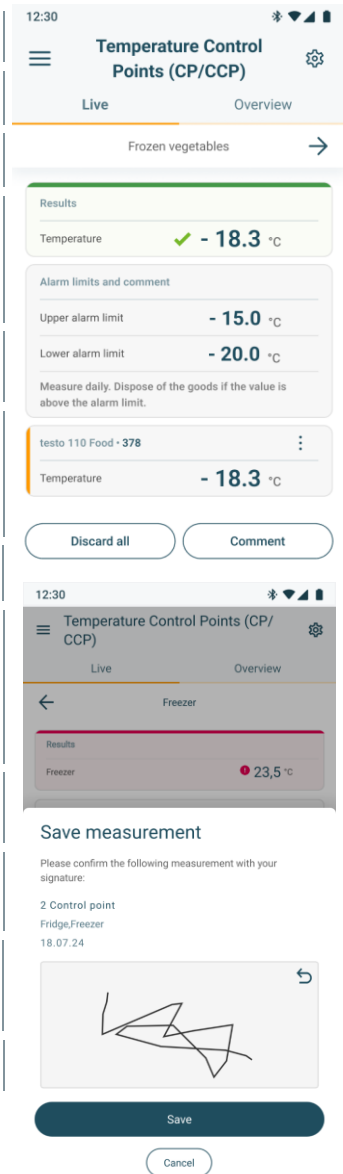 12:30
Temperature Control
Points (CP/CCP)
Live Overview
Frozen vegetables
Results
Temperature - 18.3 °C
Alarm limits and comment
Upper alarm limit - 15.0 °C
Lower alarm limit - 20.0 °C
Measure daily. Dispose of the goods if the value is
above the alarm limit.
testo 110 Food • 378
Temperature - 18.3 °C
Discard all Comment
12:30
Temperature Control Points (CP/
CCP)
Live Overview
Freezer
Results
Freezer 23,5 °C
Save measurement
Please confirm the following measurement with your
signature:
2 Control point
Fridge,Freezer
18.07.24
Save
Cancel